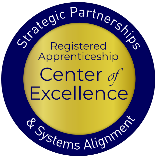 Strategic Partnerships
Registered
Apprenticeship
Center of
Excellence
& Systems Alignment